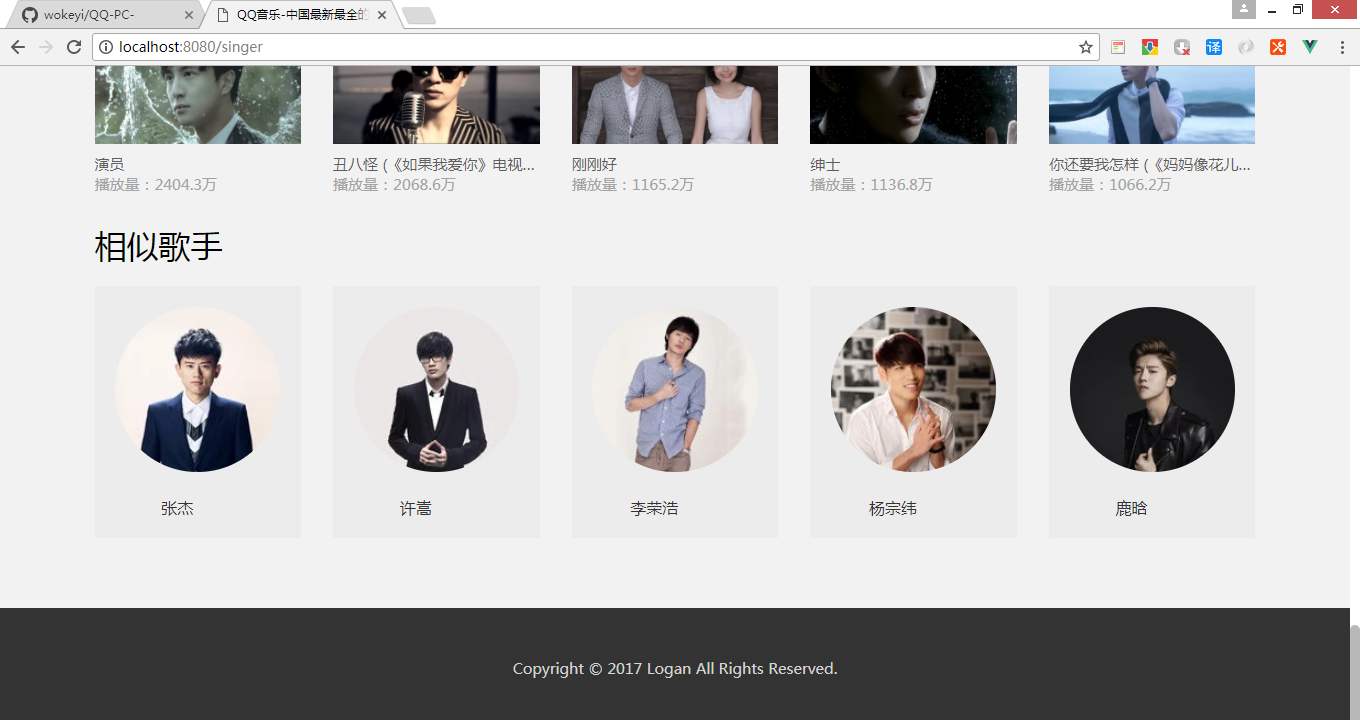 wokeyi/QQ-PC-
QQ音乐-中国最新最全的
localhost:8080/singer
译
演员
播放量：2404.3万
丑八怪 (《如果我爱你》电视...
播放量：2068.6万
刚刚好
播放量：1165.2万
绅士
播放量：1136.8万
你还要我怎样 (《妈妈像花儿...
播放量：1066.2万
相似歌手
张杰
许嵩
李荣浩
杨宗纬
鹿晗
Copyright © 2017 Logan All Rights Reserved.